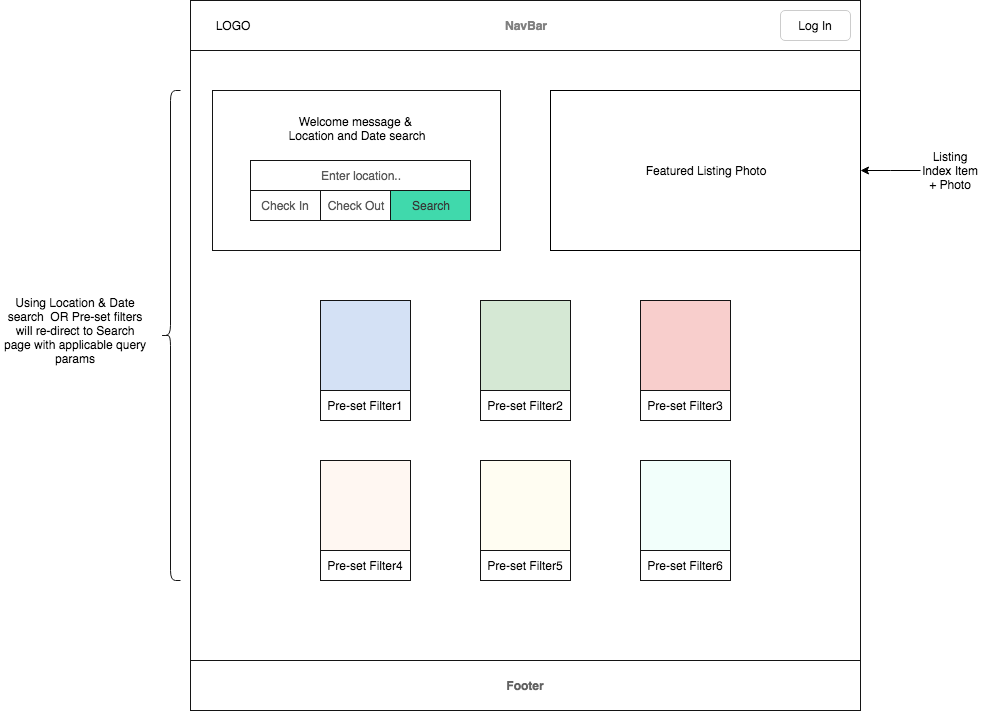 LOGO
NavBar
Log In
Welcome message &
Location and Date search
Enter location..
Check In
Check Out
Search
Featured Listing Photo
Listing
Index Item
+ Photo
Using Location & Date
search  OR Pre-set filters
will re-direct to Search
page with applicable query
params
Pre-set Filter1
Pre-set Filter2
Pre-set Filter3
Pre-set Filter4
Pre-set Filter5
Pre-set Filter6
Footer